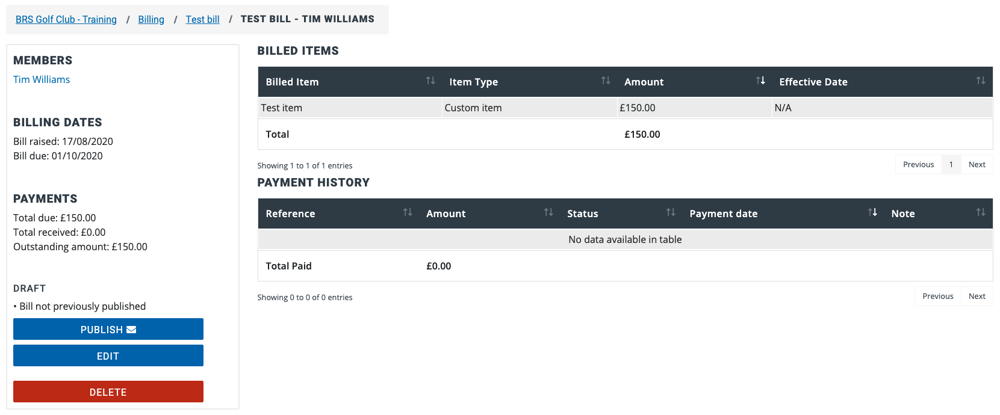 BRS Golf Club - Training / Billing / Test bill / TEST BILL - TIM WILLIAMS
MEMBERS
Tim Williams
BILLING DATES
Bill raised: 17/08/2020
Bill due: 01/10/2020
PAYMENTS
Total due: £150.00
Total received: £0.00
Outstanding amount: £150.00
DRAFT
• Bill not previously published
PUBLISH
EDIT
DELETE
BILLED ITEMS
Billed Item Item Type Amount Effective Date
Test item Custom item £150.00 N/A
Total £150.00
Showing 1 to 1 of 1 entries
Previous 1 Next
PAYMENT HISTORY
Reference Amount Status Payment date Note
No data available in table
Total Paid £0.00
Showing 0 to 0 of 0 entries
Previous Next